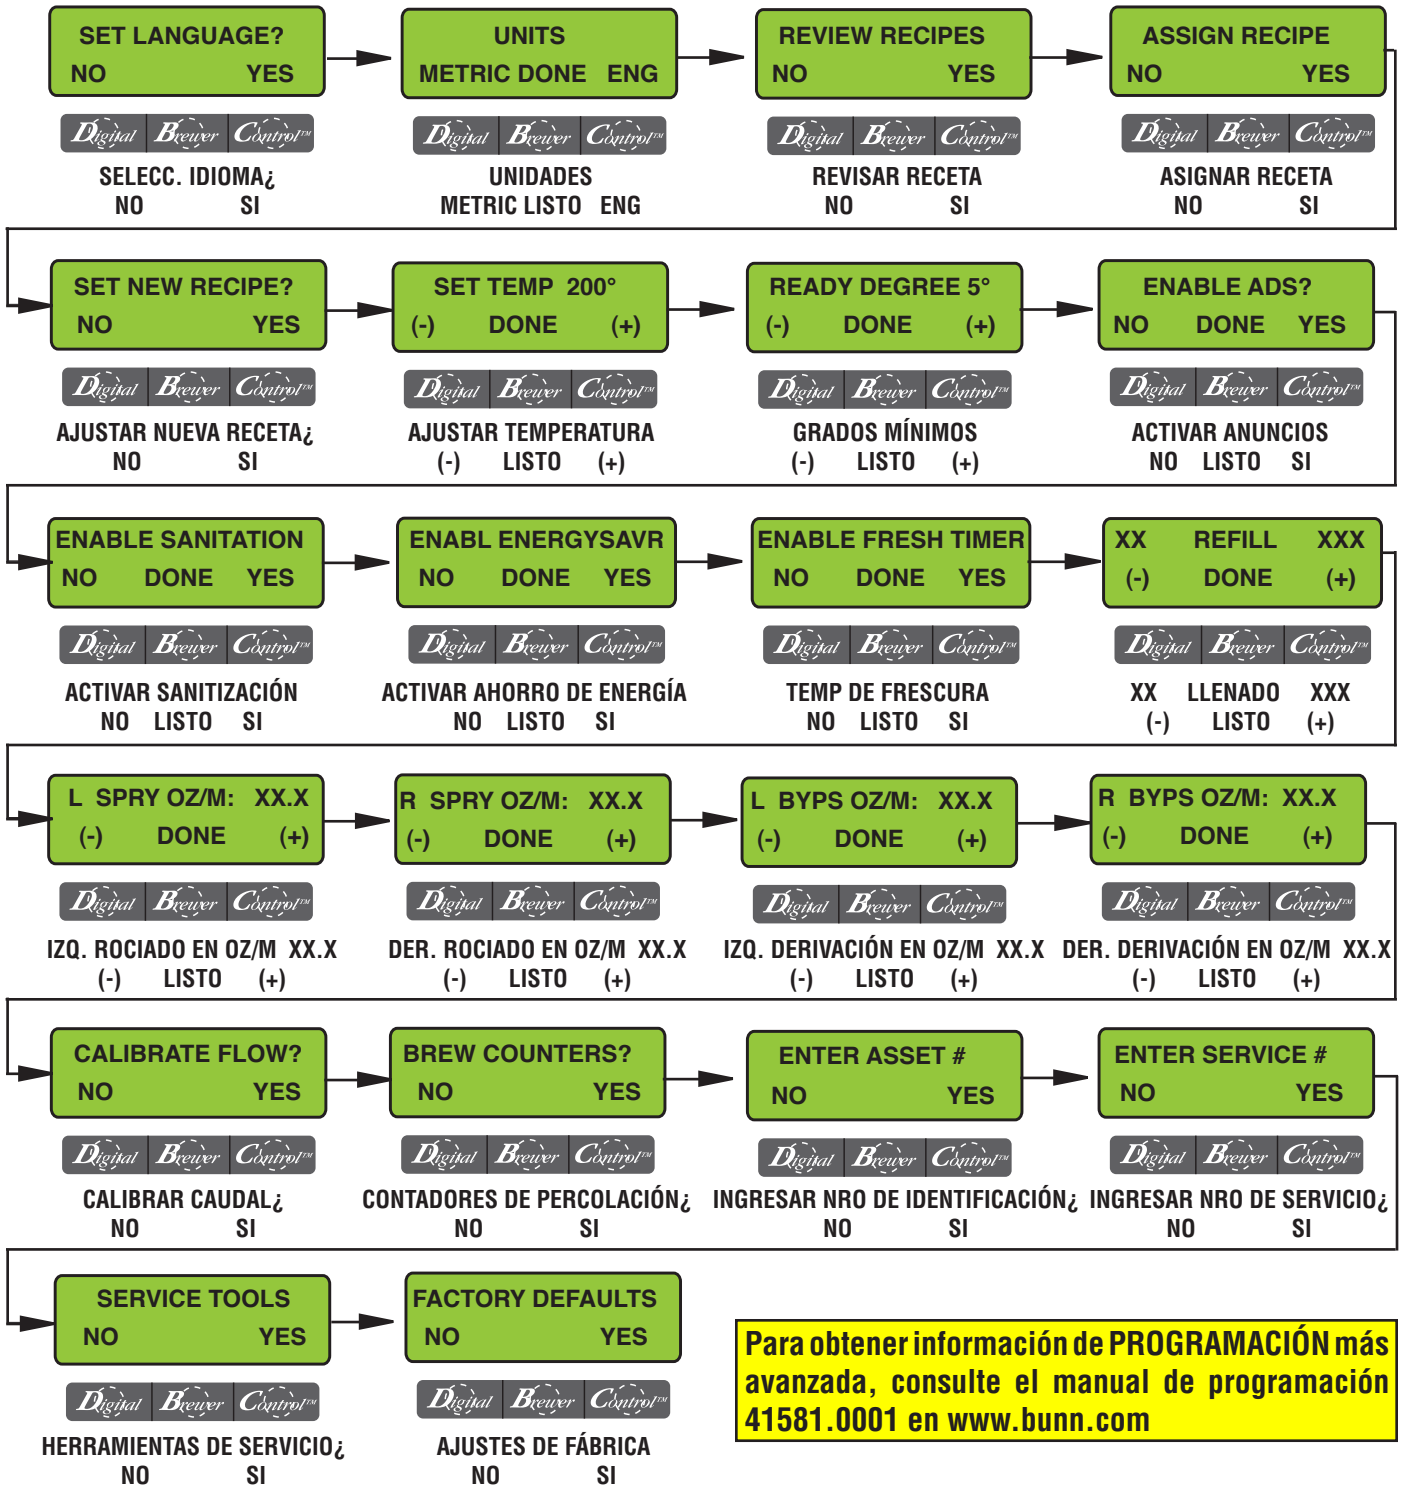 SET LANGUAGE?
NO YES
Digital Brewer Control™
SELECC. IDIOMA¿
NO SI
UNITS
METRIC DONE ENG
Digital Brewer Control™
UNIDADES
METRIC LISTO ENG
REVIEW RECIPES
NO YES
Digital Brewer Control™
REVISAR RECETA
NO SI
ASSIGN RECIPE
NO YES
Digital Brewer Control™
ASIGNAR RECETA
NO SI
SET NEW RECIPE?
NO YES
Digital Brewer Control™
AJUSTAR NUEVA RECETA¿
NO SI
SET TEMP 200°
(-) DONE (+)
Digital Brewer Control™
AJUSTAR TEMPERATURA
(-) LISTO (+)
READY DEGREE 5°
(-) DONE (+)
Digital Brewer Control™
GRADOS MÍNIMOS
(-) LISTO (+)
ENABLE ADS?
NO DONE YES
Digital Brewer Control™
ACTIVAR ANUNCIOS
NO LISTO SI
ENABLE SANITATION
NO DONE YES
Digital Brewer Control™
ACTIVAR SANITIZACIÓN
NO LISTO SI
ENABL ENERGYSAVR
NO DONE YES
Digital Brewer Control™
ACTIVAR AHORRO DE ENERGÍA
NO LISTO SI
ENABLE FRESH TIMER
NO DONE YES
Digital Brewer Control™
TEMP DE FRESCURA
NO LISTO SI
XX REFILL XXX
(-) DONE (+)
Digital Brewer Control™
XX LLENADO XXX
(-) LISTO (+)
L SPRY OZ/M: XX.X
(-) DONE (+)
Digital Brewer Control™
IZQ. ROCIADO EN OZ/M XX.X
(-) LISTO (+)
R SPRY OZ/M: XX.X
(-) DONE (+)
Digital Brewer Control™
DER. ROCIADO EN OZ/M XX.X
(-) LISTO (+)
L BYPS OZ/M: XX.X
(-) DONE (+)
Digital Brewer Control™
IZQ. DERIVACIÓN EN OZ/M XX.X
(-) LISTO (+)
R BYPS OZ/M: XX.X
(-) DONE (+)
Digital Brewer Control™
DER. DERIVACIÓN EN OZ/M XX.X
(-) LISTO (+)
CALIBRATE FLOW?
NO YES
Digital Brewer Control™
CALIBRAR CAUDAL¿
NO SI
BREW COUNTERS?
NO YES
Digital Brewer Control™
CONTADORES DE PERCOLACIÓN¿
NO SI
ENTER ASSET #
NO YES
Digital Brewer Control™
INGRESAR NRO DE IDENTIFICACIÓN¿
NO SI
ENTER SERVICE #
NO YES
Digital Brewer Control™
INGRESAR NRO DE SERVICIO¿
NO SI
SERVICE TOOLS
NO YES
Digital Brewer Control™
HERRAMIENTAS DE SERVICIO¿
NO SI
FACTORY DEFAULTS
NO YES
Digital Brewer Control™
AJUSTES DE FÁBRICA
NO SI
Para obtener información de PROGRAMACIÓN más
avanzada, consulte el manual de programación
41581.0001 en www.bunn.com